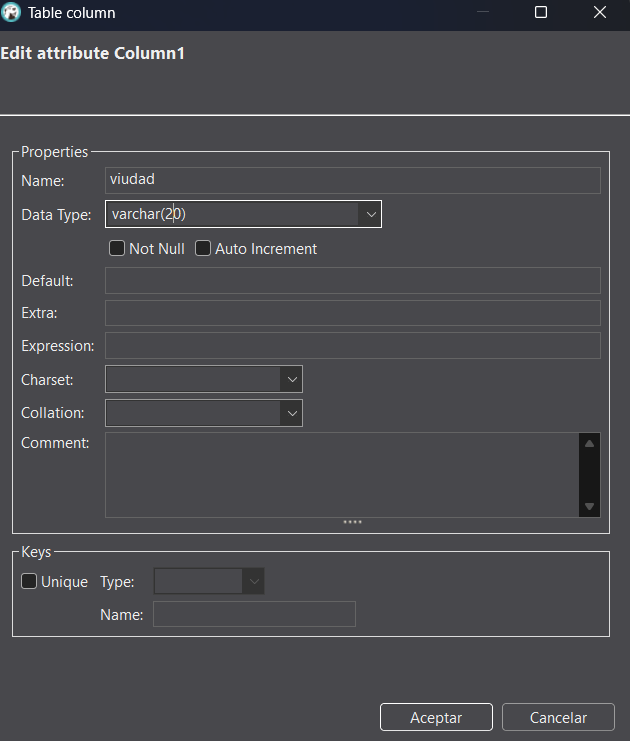 Table column
Edit attribute Column1
Properties
Name: viudad
Data Type: varchar(20)
Not Null Auto Increment
Default:
Extra:
Expression:
Charset:
Collation:
Comment:
Keys
Unique Type:
Name:
Aceptar Cancelar